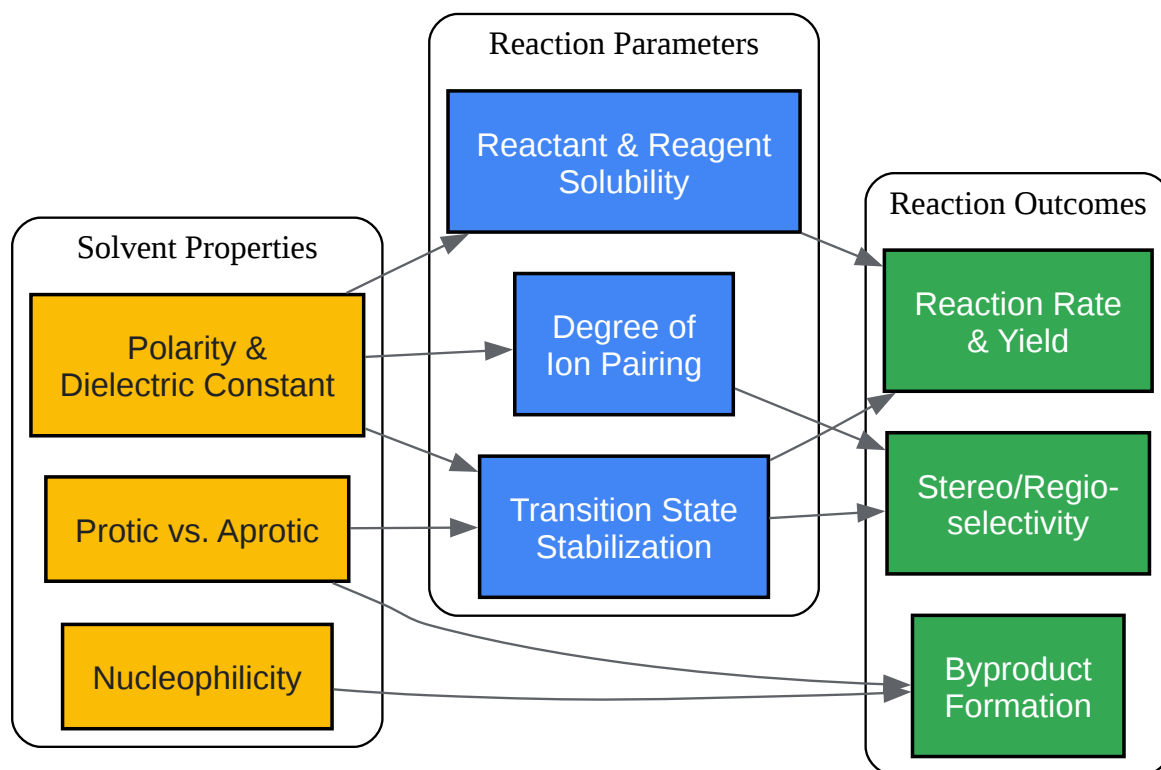 Solvent Properties
Polarity &
Dielectric Constant
Protic vs. Aprotic
Nucleophilicity
Reaction Parameters
Reactant & Reagent
Solubility
Degree of
Ion Pairing
Transition State
Stabilization
Reaction Outcomes
Reaction Rate
& Yield
Stereo/Regio-
selectivity
Byproduct
Formation